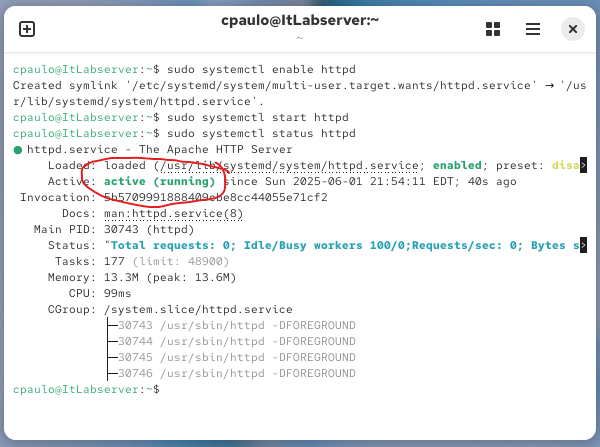 cpaulo@ItLabserver:~
~
cpaulo@ItLabserver:~$ sudo systemctl enable httpd
Created symlink '/etc/systemd/system/multi-user.target.wants/httpd.service' → '/us
r/lib/systemd/system/httpd.service'.
cpaulo@ItLabserver:~$ sudo systemctl start httpd
cpaulo@ItLabserver:~$ sudo systemctl status httpd
● httpd.service - The Apache HTTP Server
Loaded: loaded (/usr/lib/systemd/system/httpd.service; enabled; preset: disa>
Active: active (running) since Sun 2025-06-01 21:54:11 EDT; 40s ago
Invocation: 5b5709991888409cbe8cc44055e71cf2
Docs: man:httpd.service(8)
Main PID: 30743 (httpd)
Status: "Total requests: 0; Idle/Busy workers 100/0;Requests/sec: 0; Bytes s>
Tasks: 177 (limit: 48900)
Memory: 13.3M (peak: 13.6M)
CPU: 99ms
CGroup: /system.slice/httpd.service
├─30743 /usr/sbin/httpd -DFOREGROUND
├─30744 /usr/sbin/httpd -DFOREGROUND
├─30745 /usr/sbin/httpd -DFOREGROUND
├─30746 /usr/sbin/httpd -DFOREGROUND
cpaulo@ItLabserver:~$